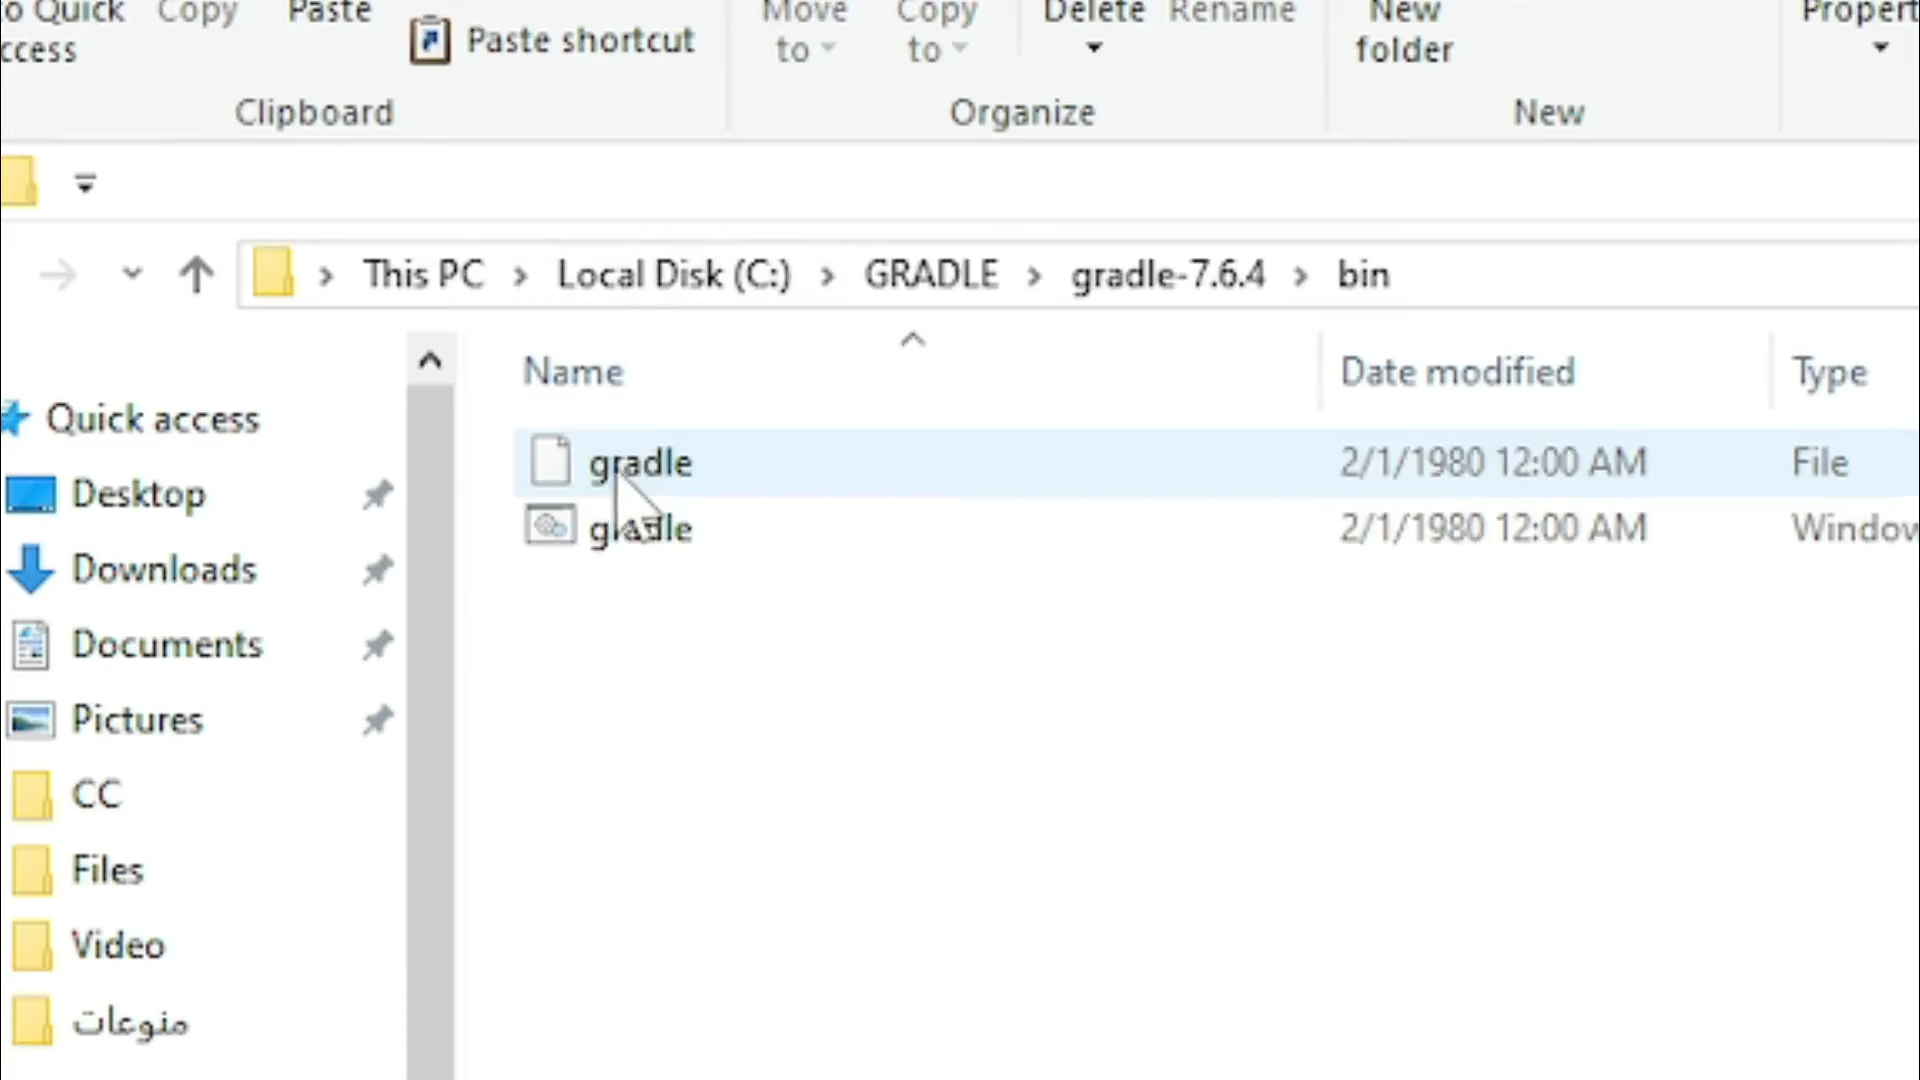 o Quick
ccess
Copy
Paste
Paste shortcut
Clipboard
Move
to
Copy
to
Delete
Rename
Organize
New
folder
New
Propert
This PC > Local Disk (C:) > GRADLE > gradle-7.6.4 > bin
Name
Date modified
Type
gradle
2/1/1980 12:00 AM
File
gradle
2/1/1980 12:00 AM
Window
Quick access
Desktop
Downloads
Documents
Pictures
CC
Files
Video
منوعات